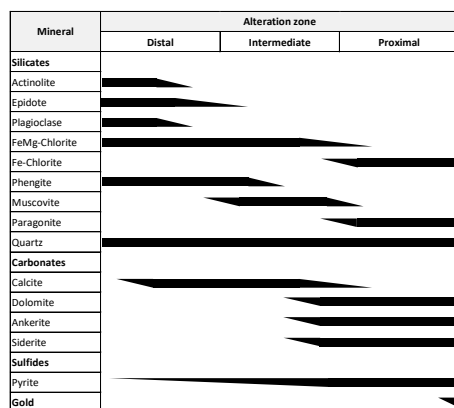 Mineral
Alteration zone
Distal Intermediate Proximal
Silicates
Actinolite
Epidote
Plagioclase
FeMg-Chlorite
Fe-Chlorite
Phengite
Muscovite
Paragonite
Quartz
Carbonates
Calcite
Dolomite
Ankerite
Siderite
Sulfides
Pyrite
Gold